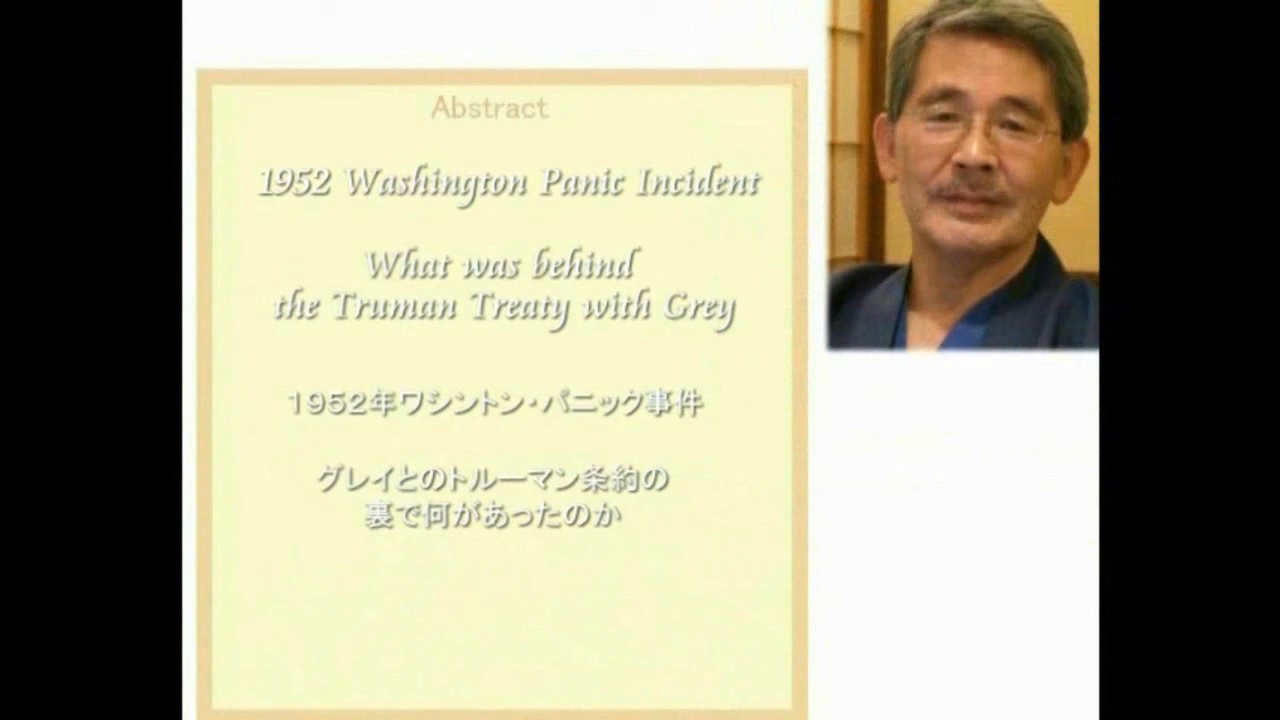 Abstract
1952 Washington Panic Incident
What was behind
the Truman Treaty with Grey
１９５２年ワシントン・パニック事件
グレイとのトルーマン条約の
裏で何があったのか